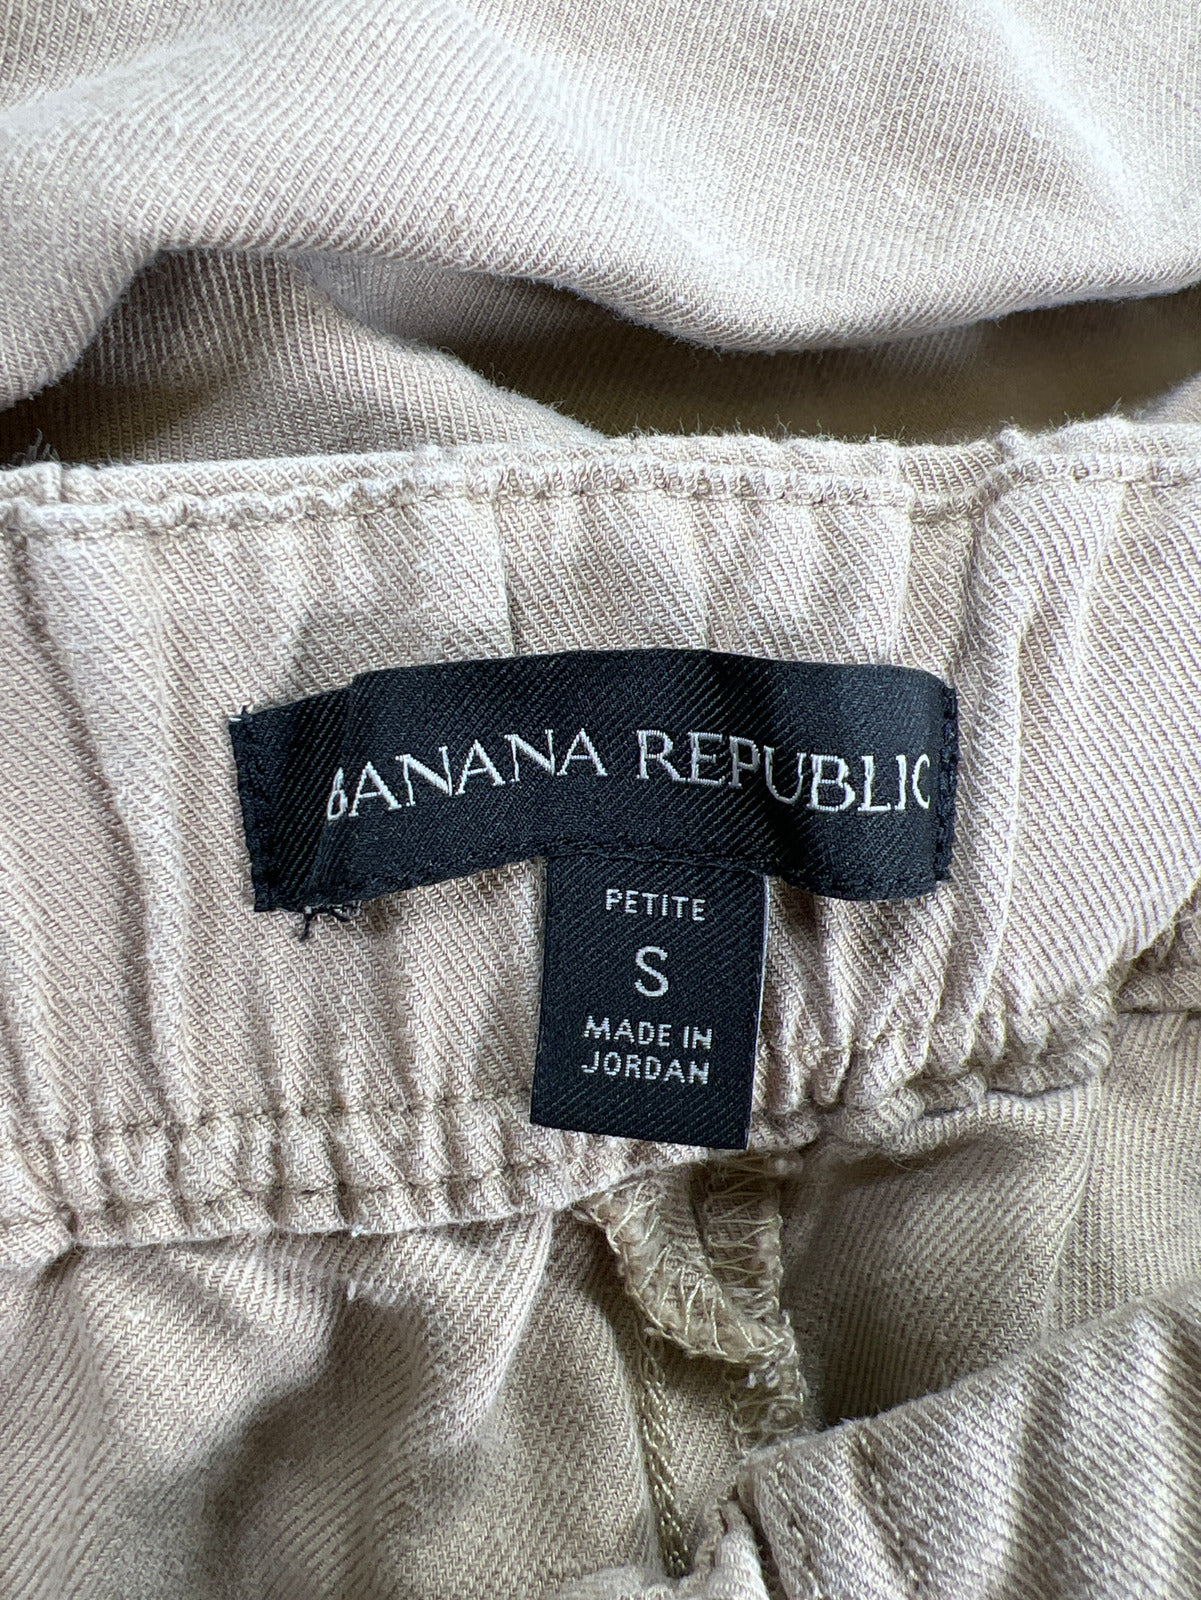 BANANA REPUBLIC
PETITE
S
MADE IN
JORDAN